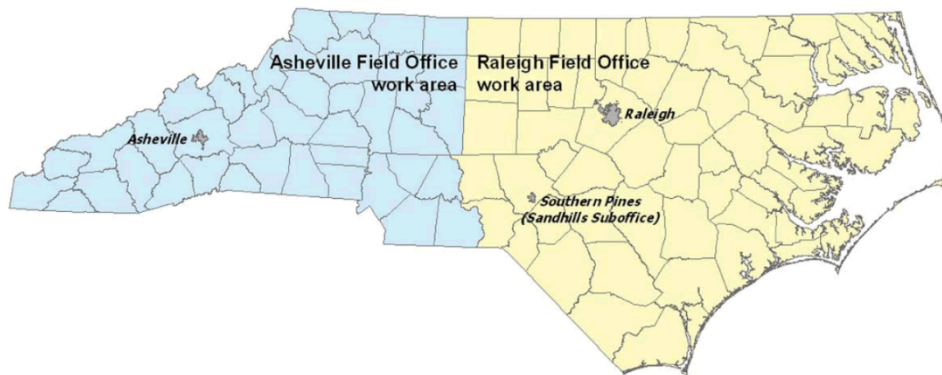 Asheville Field Office
work area
Raleigh Field Office
work area
Asheville
Raleigh
Southern Pines
(Sandhills Suboffice)